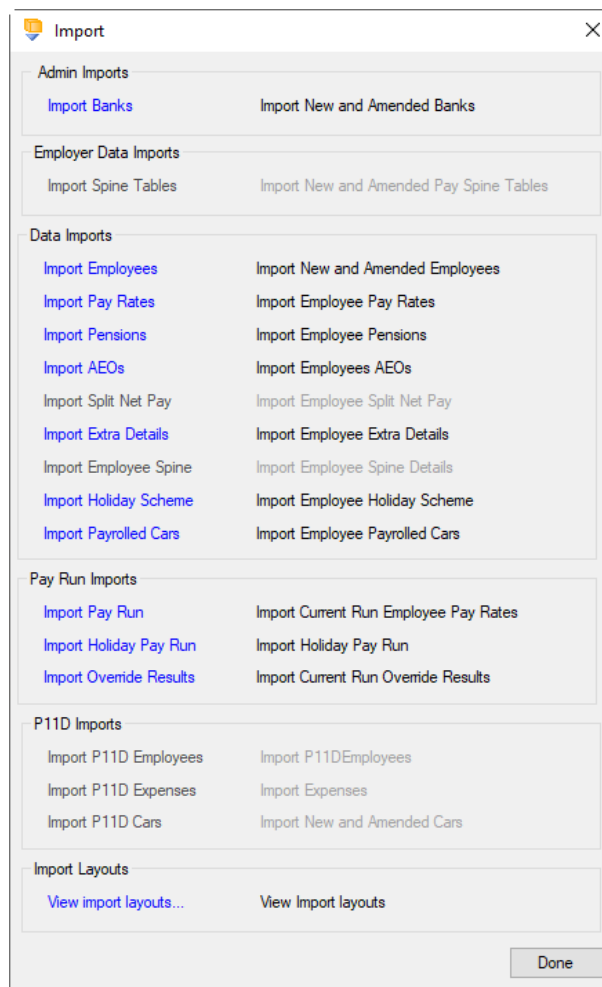 Import
Admin Imports
Import Banks Import New and Amended Banks
Employer Data Imports
Import Spine Tables Import New and Amended Pay Spine Tables
Data Imports
Import Employees Import New and Amended Employees
Import Pay Rates Import Employee Pay Rates
Import Pensions Import Employee Pensions
Import AEOs Import Employees AEOs
Import Split Net Pay Import Employee Split Net Pay
Import Extra Details Import Employee Extra Details
Import Employee Spine Import Employee Spine Details
Import Holiday Scheme Import Employee Holiday Scheme
Import Payrolled Cars Import Employee Payrolled Cars
Pay Run Imports
Import Pay Run Import Current Run Employee Pay Rates
Import Holiday Pay Run Import Holiday Pay Run
Import Override Results Import Current Run Override Results
P11D Imports
Import P11D Employees Import P11DEmployees
Import P11D Expenses Import Expenses
Import P11D Cars Import New and Amended Cars
Import Layouts
View import layouts... View Import layouts
Done